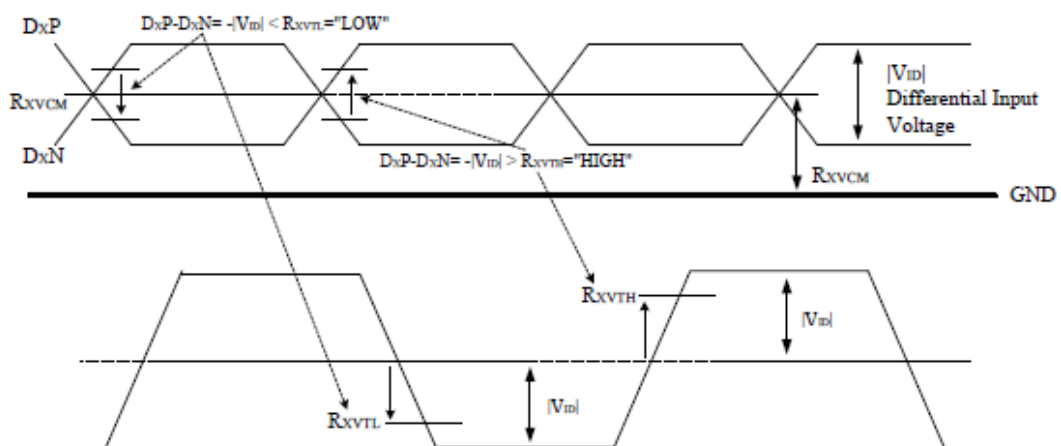 DXP
DXP-DXN= -|VID| < RXVTL="LOW"
|VID|
Differential Input
Voltage
RXVCM
DXN
DXP-DXN= -|VID| > RXVTH="HIGH"
RXVCM
GND
RXVTH
|VID|
|VID|
RXVTL